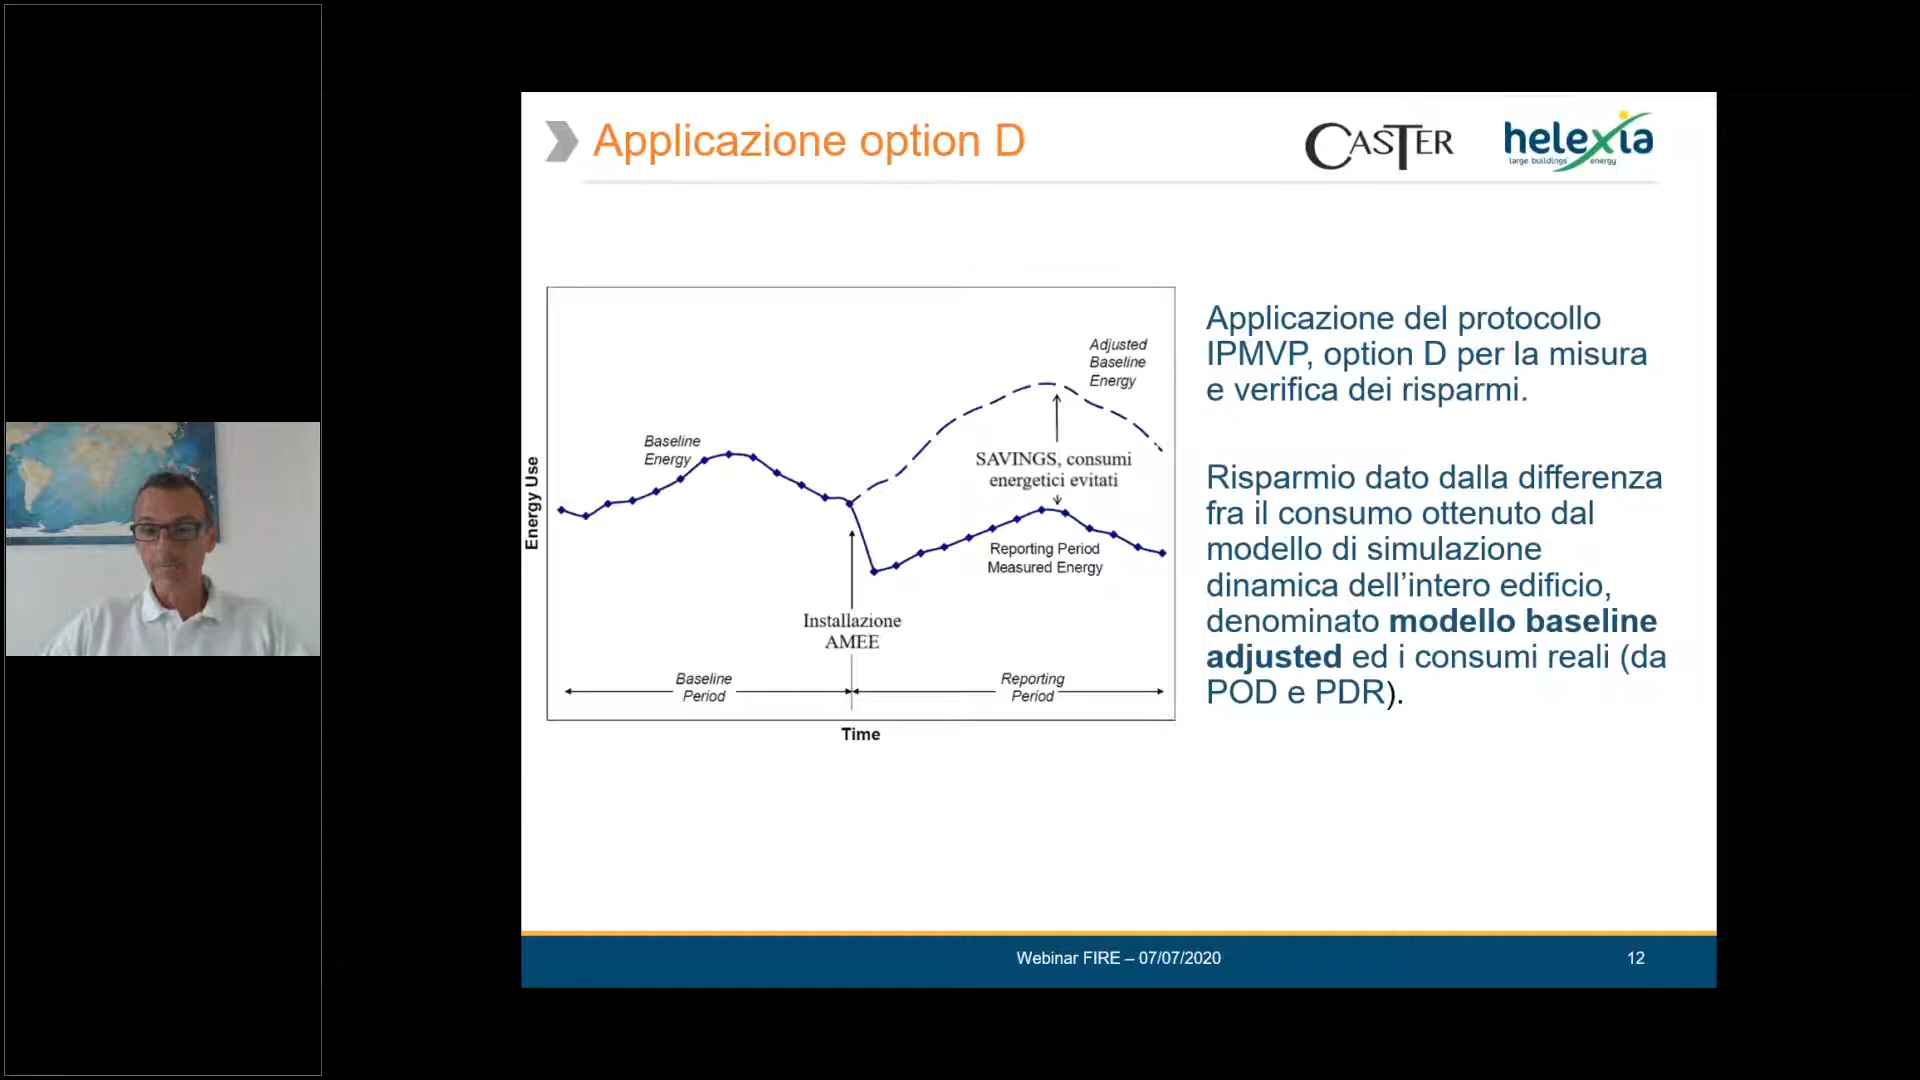 Applicazione option D
CASTER
helexia
large buildings' energy
Adjusted
Baseline
Energy
Baseline
Energy
SAVINGS, consumi
energetici evitati
Reporting Period
Measured Energy
Energy Use
Installazione
AMEE
Baseline
Period
Reporting
Period
Time
Applicazione del protocollo
IPMVP, option D per la misura
e verifica dei risparmi.
Risparmio dato dalla differenza
fra il consumo ottenuto dal
modello di simulazione
dinamica dell’intero edificio,
denominato modello baseline
adjusted ed i consumi reali (da
POD e PDR).
Webinar FIRE – 07/07/2020
12